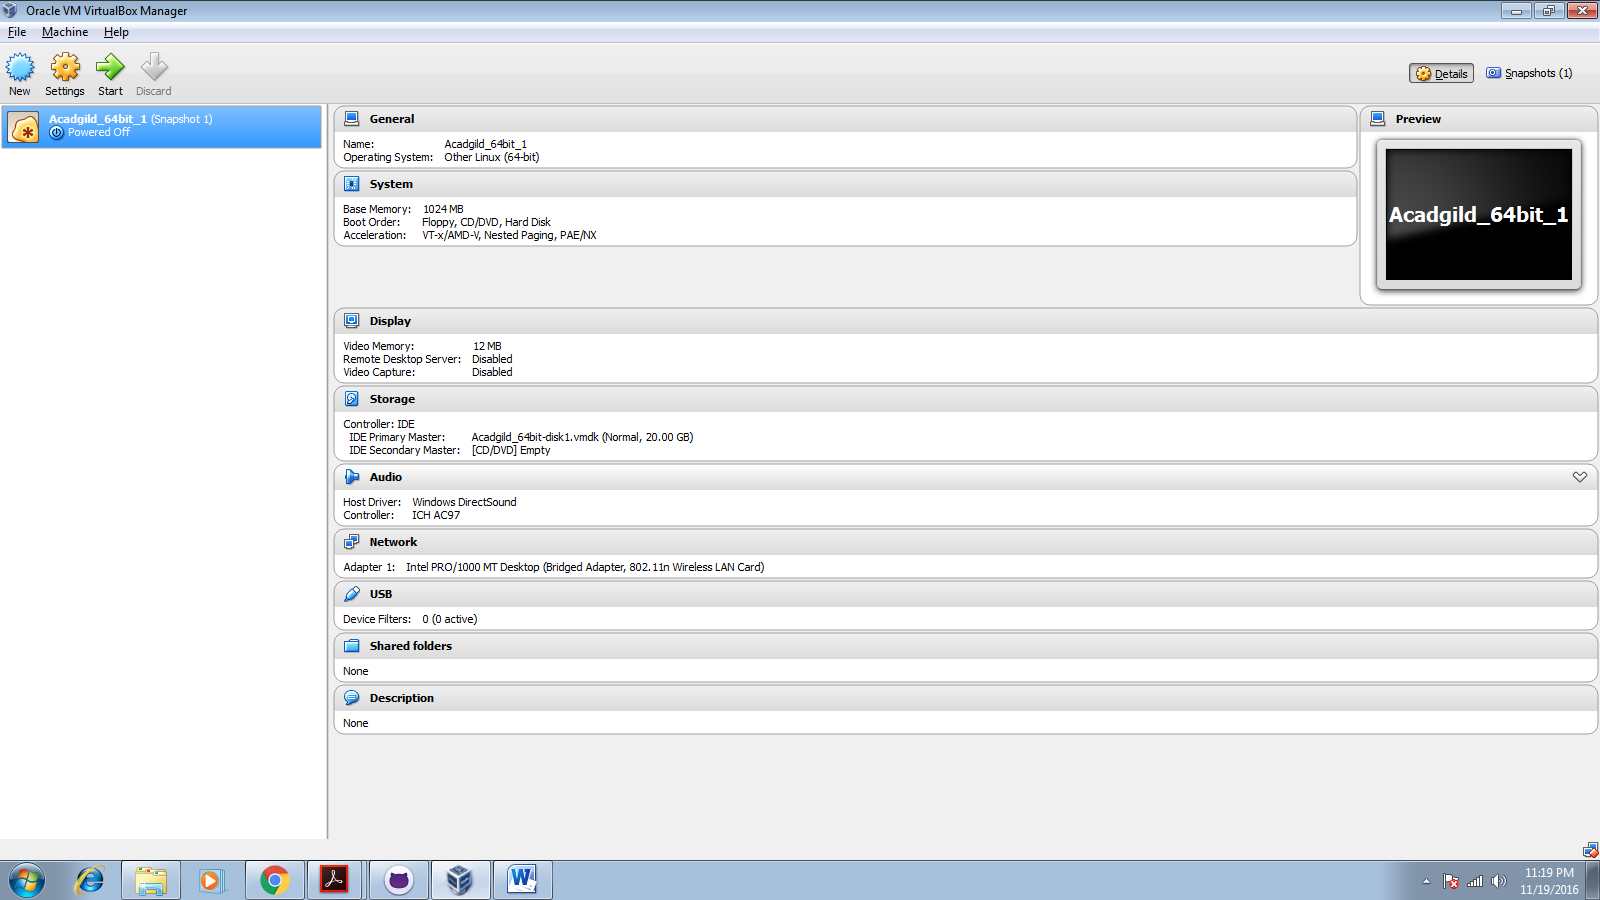 Oracle VM VirtualBox Manager
File Machine Help
New Settings Start Discard
Details Snapshots (1)
Acadgild_64bit_1 (Snapshot 1)
Powered Off
General
Name: Acadgild_64bit_1
Operating System: Other Linux (64-bit)
System
Base Memory: 1024 MB
Boot Order: Floppy, CD/DVD, Hard Disk
Acceleration: VT-x/AMD-V, Nested Paging, PAE/NX
Preview
Acadgild_64bit_1
Display
Video Memory: 12 MB
Remote Desktop Server: Disabled
Video Capture: Disabled
Storage
Controller: IDE
IDE Primary Master: Acadgild_64bit-disk1.vmdk (Normal, 20.00 GB)
IDE Secondary Master: [CD/DVD] Empty
Audio
Host Driver: Windows DirectSound
Controller: ICH AC97
Network
Adapter 1: Intel PRO/1000 MT Desktop (Bridged Adapter, 802.11n Wireless LAN Card)
USB
Device Filters: 0 (0 active)
Shared folders
None
Description
None
11:19 PM
11/19/2016